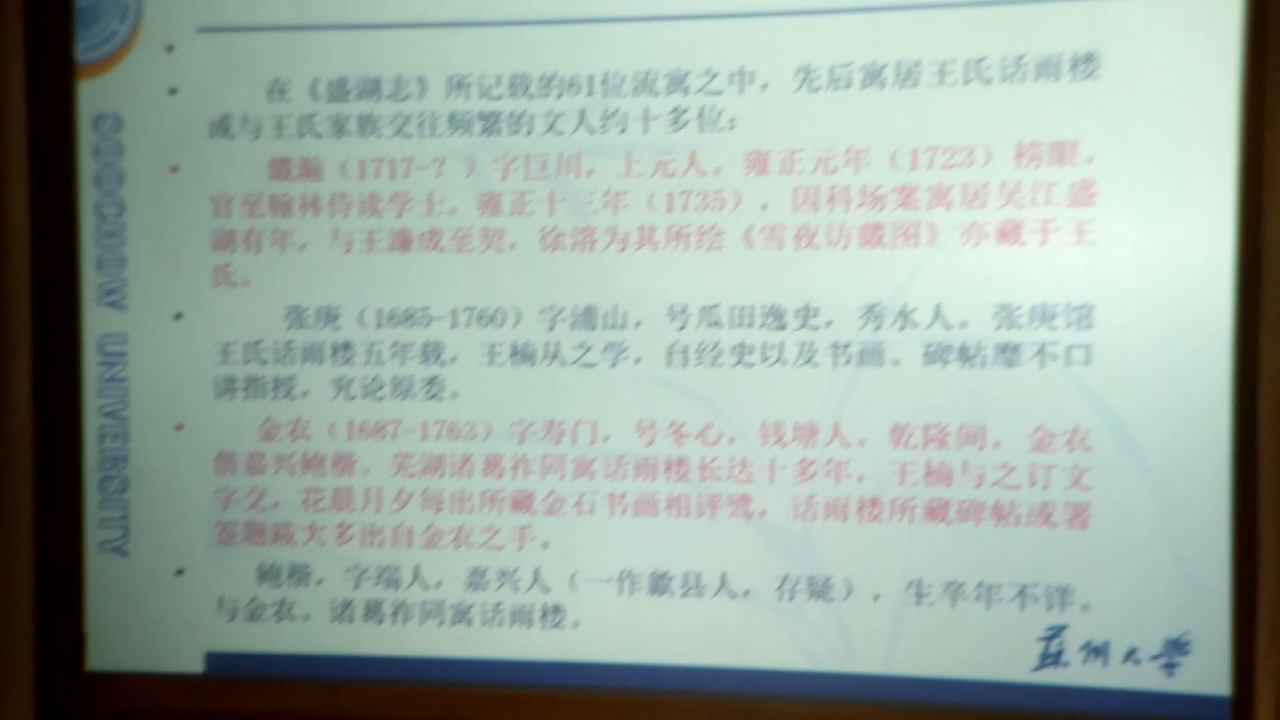 在《盛湖志》所记载的61位流寓之中，先后寓居王氏话雨楼
或与王氏家族交往频繁的文人约十多位：
戴瀚（1717-？）字巨川，上元人。雍正元年（1723）榜眼，
官至翰林侍读学士。雍正十三年（1735），因科场案寓居吴江盛
湖有年，与王濂成至契，徐溶为其所绘《雪夜访戴图》亦藏于王
氏。
张庚（1685-1760）字浦山，号瓜田逸史，秀水人。张庚馆
王氏话雨楼五年载，王楠从之学，自经史以及书画、碑帖靡不口
讲指授，究论原委。
金农（1687-1763）字寿门，号冬心，钱塘人。乾隆间，金农
偕嘉兴鲍楷、芜湖诸葛祚同寓话雨楼长达十多年，王楠与之订文
字交，花晨月夕每出所藏金石书画相评骘，话雨楼所藏碑帖或署
签题跋大多出自金农之手。
鲍楷，字瑞人，嘉兴人（一作歙县人，存疑），生卒年不详。
与金农、诸葛祚同寓话雨楼。
SOOCHOW UNIVERSITY
蘇州大學